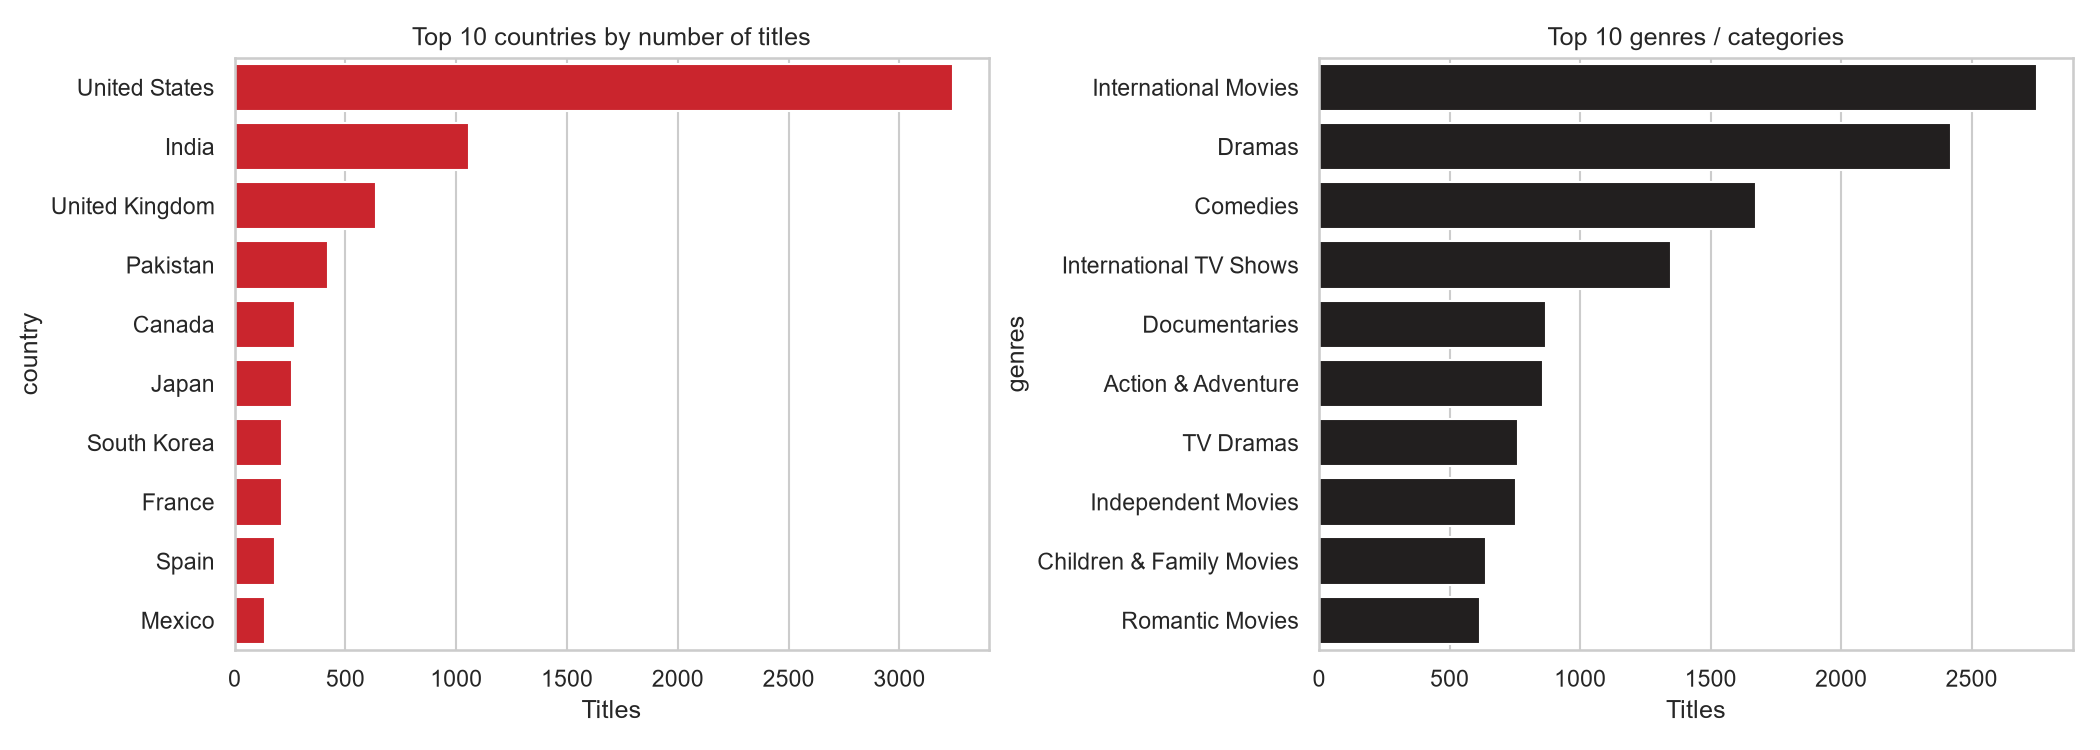 Top 10 countries by number of titles
country
United States
India
United Kingdom
Pakistan
Canada
Japan
South Korea
France
Spain
Mexico
0 500 1000 1500 2000 2500 3000
Titles
Top 10 genres / categories
genres
International Movies
Dramas
Comedies
International TV Shows
Documentaries
Action & Adventure
TV Dramas
Independent Movies
Children & Family Movies
Romantic Movies
0 500 1000 1500 2000 2500
Titles